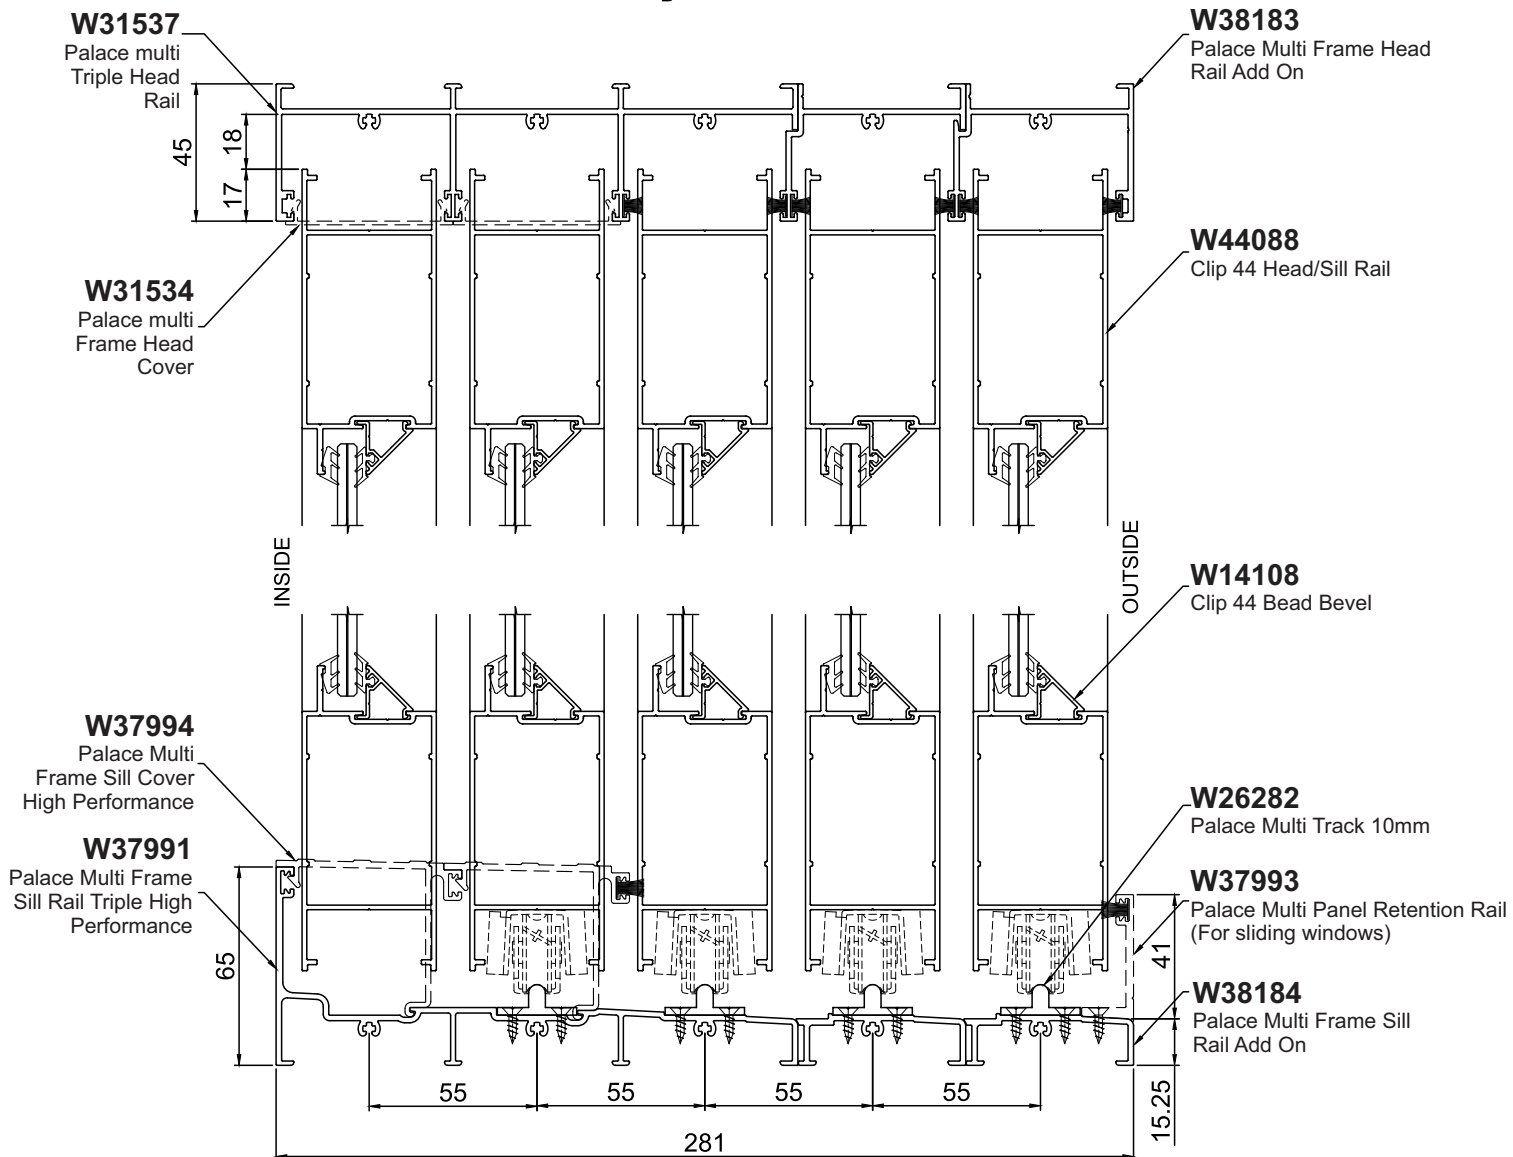 W31537
Palace multi
Triple Head
Rail
W38183
Palace Multi Frame Head
Rail Add On
45
18
17
W31534
Palace multi
Frame Head
Cover
W44088
Clip 44 Head/Sill Rail
INSIDE
OUTSIDE
W14108
Clip 44 Bead Bevel
W37994
Palace Multi
Frame Sill Cover
High Performance
W37991
Palace Multi Frame
Sill Rail Triple High
Performance
W26282
Palace Multi Track 10mm
W37993
Palace Multi Panel Retention Rail
(For sliding windows)
65
41
W38184
Palace Multi Frame Sill
Rail Add On
55
55
55
55
15.25
281